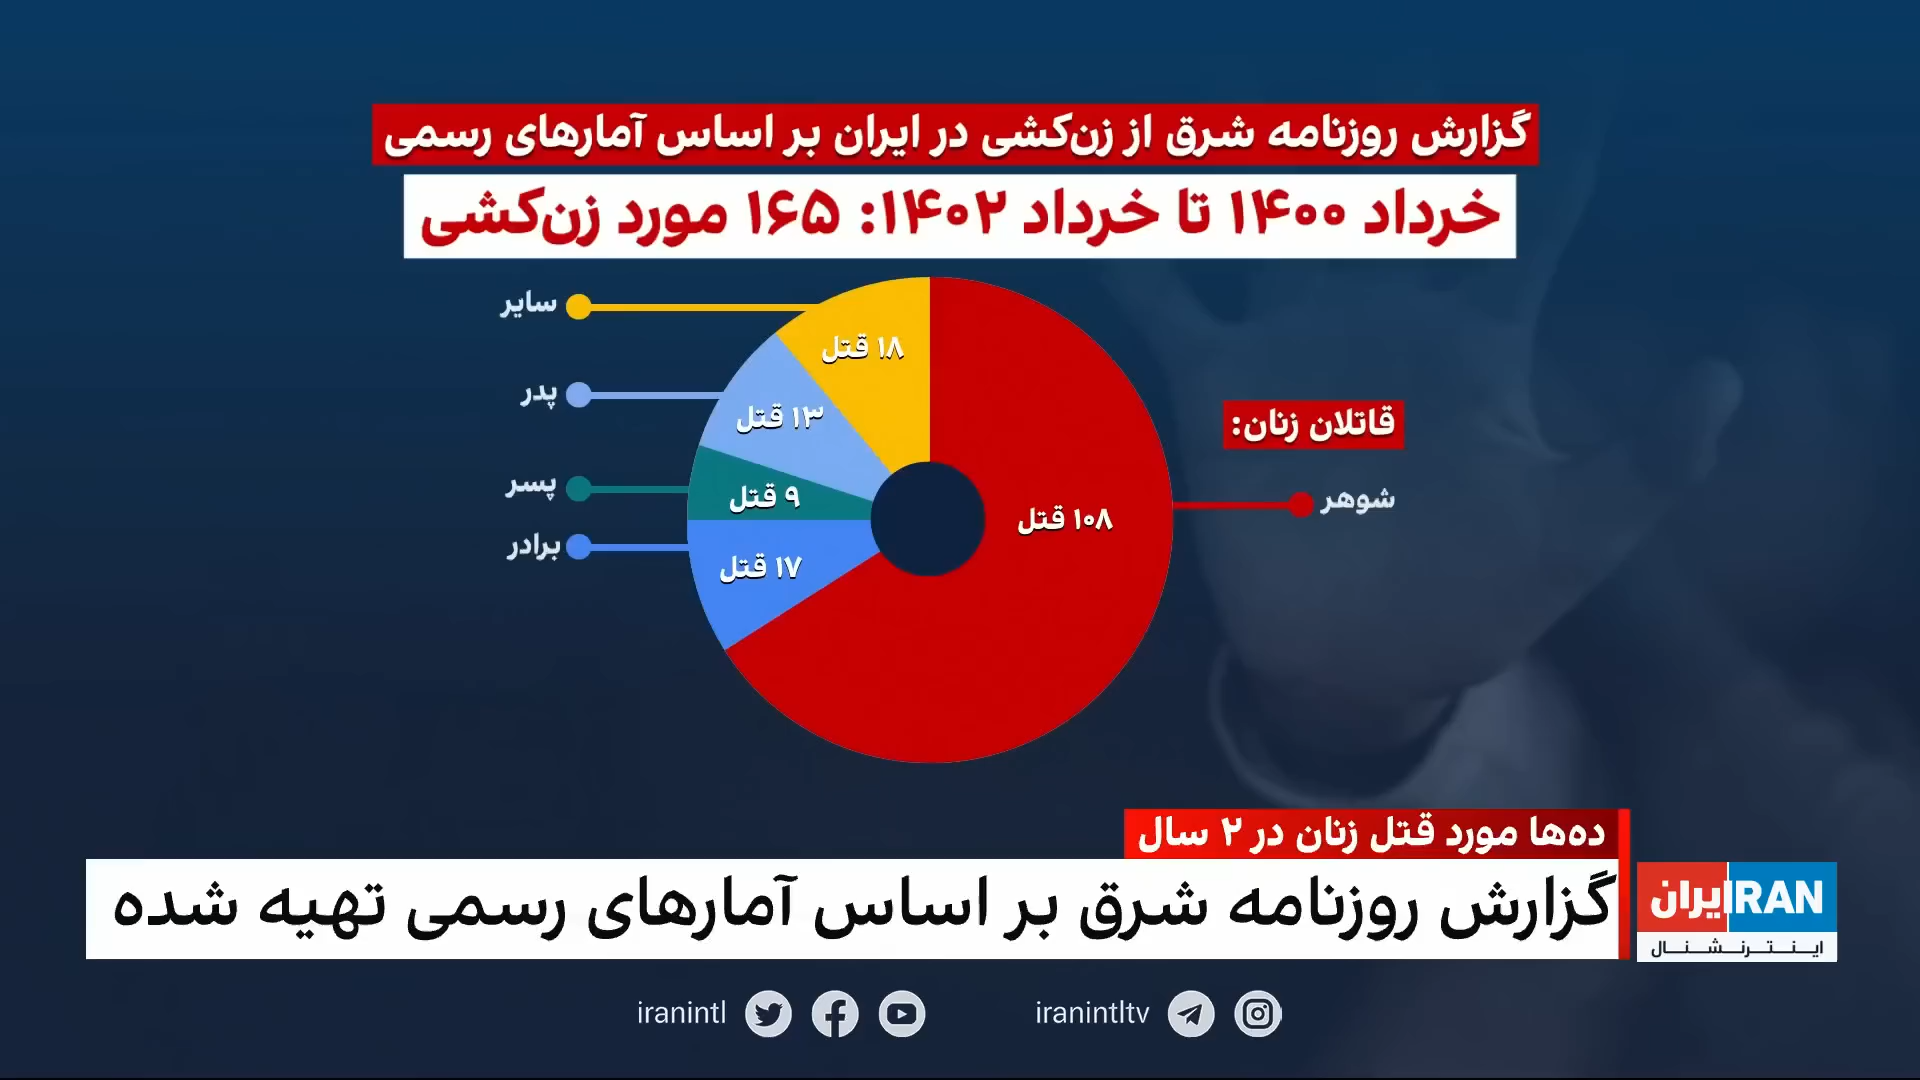 گزارش روزنامه شرق از زن‌کشی در ایران بر اساس آمارهای رسمی
خرداد ۱۴۰۰ تا خرداد ۱۴۰۲: ۱۶۵ مورد زن‌کشی
سایر
۱۸ قتل
پدر
۱۳ قتل
قاتلان زنان:
پسر
۹ قتل
شوهر
۱۰۸ قتل
برادر
۱۷ قتل
ده‌ها مورد قتل زنان در ۲ سال
گزارش روزنامه شرق بر اساس آمارهای رسمی تهیه شده
ایران IRAN
اینترنشنال
iranintl
iranintltv